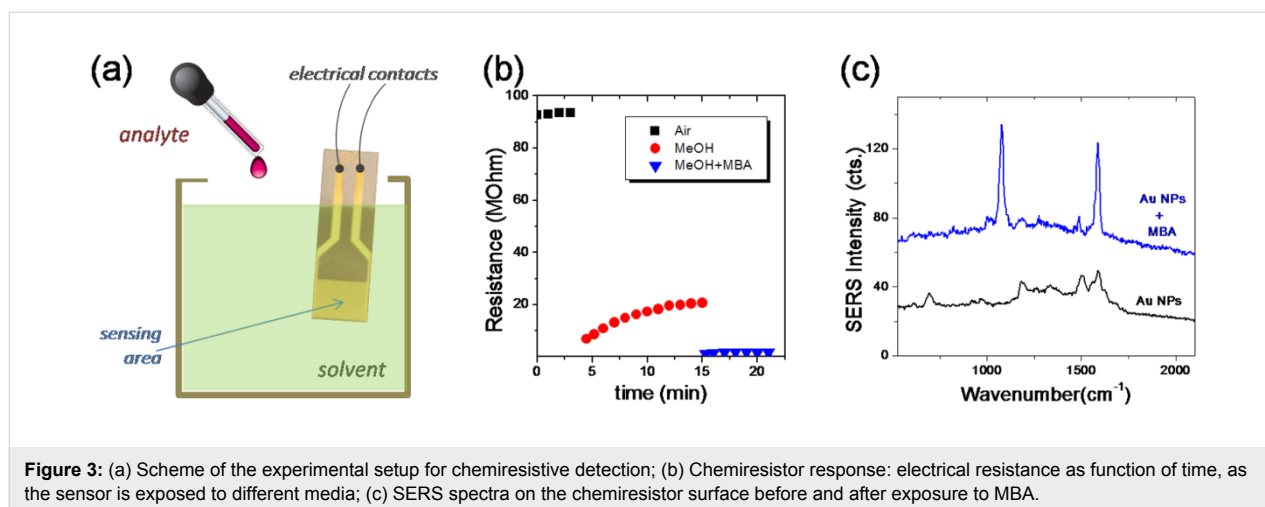 (a)
electrical contacts
analyte
sensing
area
solvent
(b)
100
80
60
40
20
0
Resistance (MOhm)
Air
MeOH
MeOH+MBA
0
5
10
15
20
time (min)
(c)
120
80
40
0
SERS Intensity (cts.)
Au NPs
+
MBA
Au NPs
1000
1500
2000
Wavenumber(cm⁻¹)
Figure 3: (a) Scheme of the experimental setup for chemiresistive detection; (b) Chemiresistor response: electrical resistance as function of time, as
the sensor is exposed to different media; (c) SERS spectra on the chemiresistor surface before and after exposure to MBA.